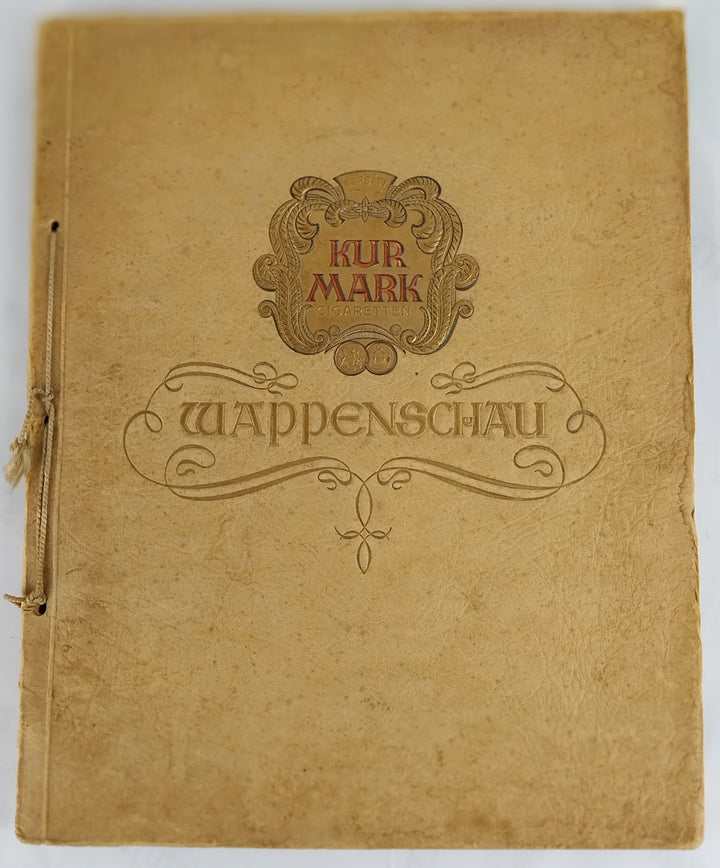 KUR
MARK
CIGARETTEN
WAPPENSCHAU